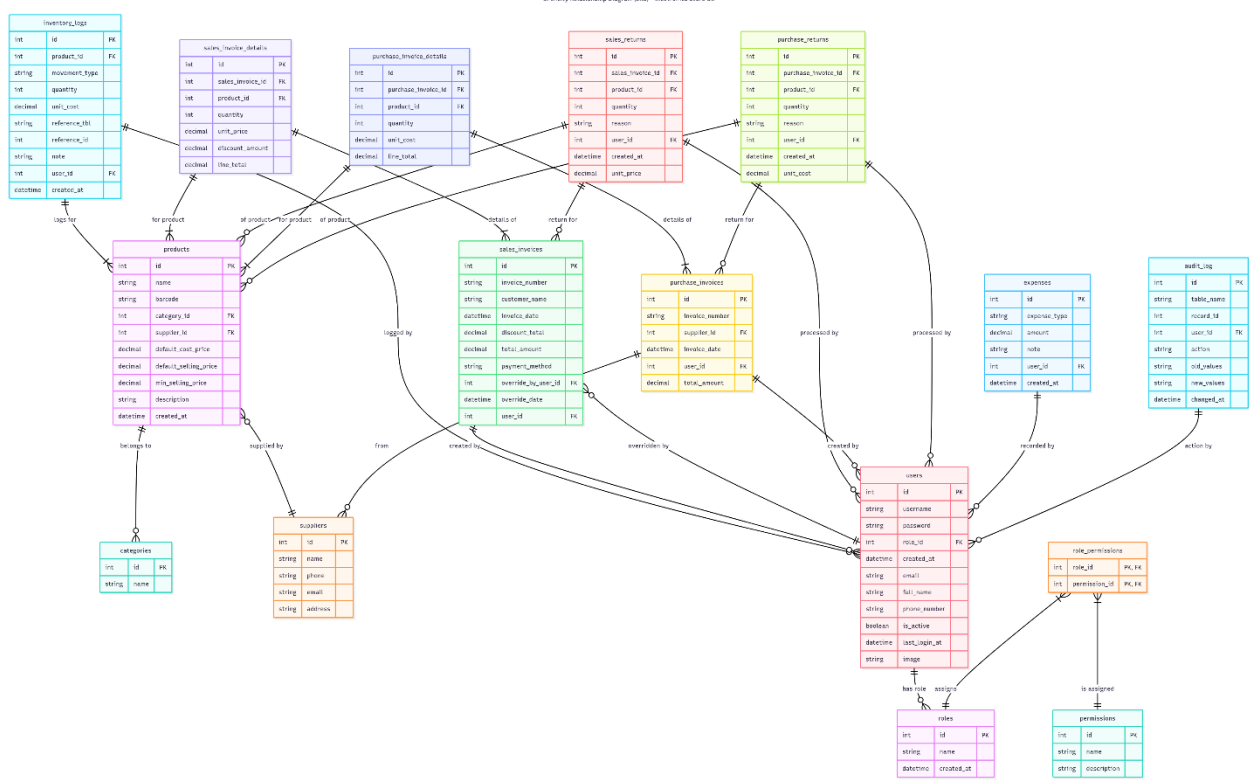 inventory_logs
int id PK
int product_id FK
string movement_type
int quantity
decimal unit_cost
string reference_tbl
int reference_id
string note
int user_id FK
datetime created_at
sales_invoice_details
int id PK
int sales_invoice_id FK
int product_id FK
int quantity
decimal unit_price
decimal discount_amount
decimal line_total
purchase_invoice_details
int id PK
int purchase_invoice_id FK
int product_id FK
int quantity
decimal unit_cost
decimal line_total
sales_returns
int id PK
int sales_invoice_id FK
int product_id FK
int quantity
string reason
int user_id FK
datetime created_at
decimal unit_price
purchase_returns
int id PK
int purchase_invoice_id FK
int product_id FK
int quantity
string reason
int user_id FK
datetime created_at
decimal unit_cost
logs for
for product
of product
for product
of product
details of
return for
details of
return for
products
int id PK
string name
string barcode
int category_id FK
int supplier_id FK
decimal default_cost_price
decimal default_selling_price
decimal min_selling_price
string description
datetime created_at
sales_invoices
int id PK
string invoice_number
string customer_name
datetime invoice_date
decimal discount_total
decimal total_amount
string payment_method
int override_by_user_id FK
datetime override_date
int user_id FK
purchase_invoices
int id PK
string invoice_number
int supplier_id FK
datetime invoice_date
int user_id FK
decimal total_amount
expenses
int id PK
string expense_type
decimal amount
string note
int user_id FK
datetime created_at
audit_log
int id PK
string table_name
int record_id
int user_id FK
string action
string old_values
string new_values
datetime changed_at
logged by
processed by
processed by
belongs to
supplied by
from
created by
overridden by
created by
recorded by
action by
categories
int id FK
string name
suppliers
int id PK
string name
string phone
string email
string address
users
int id PK
string username
string password
int role_id FK
datetime created_at
string email
string full_name
string phone_number
boolean is_active
datetime last_login_at
string image
role_permissions
int role_id PK, FK
int permission_id PK, FK
has role
assigns
is assigned
roles
int id PK
string name
datetime created_at
permissions
int id PK
string name
string description